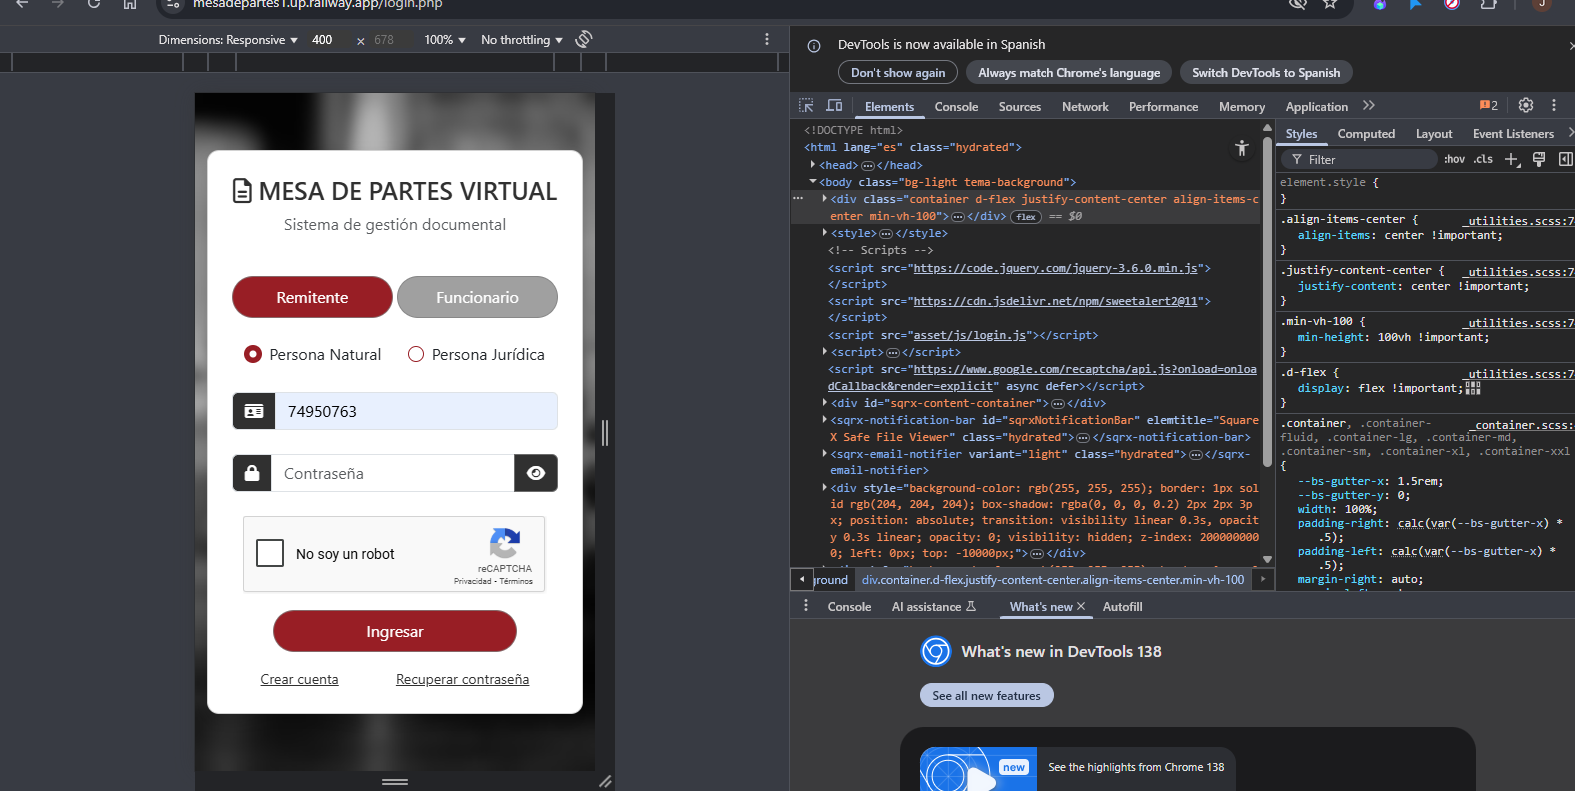 mesadepartes1.up.railway.app/login.php
Dimensions: Responsive 400 × 678 100% No throttling
MESA DE PARTES VIRTUAL
Sistema de gestión documental
Remitente Funcionario
Persona Natural Persona Jurídica
74950763
Contraseña
No soy un robot
reCAPTCHA
Privacidad • Términos
Ingresar
Crear cuenta Recuperar contraseña
DevTools is now available in Spanish
Don't show again Always match Chrome's language Switch DevTools to Spanish
Elements Console Sources Network Performance Memory Application 2
<!DOCTYPE html>
<html lang="es" class="hydrated">
<head> </head>
<body class="bg-light tema-background">
<div class="container d-flex justify-content-center align-items-c
enter min-vh-100"> </div> flex == $0
<style> </style>
<!-- Scripts -->
<script src="https://code.jquery.com/jquery-3.6.0.min.js">
</script>
<script src="https://cdn.jsdelivr.net/npm/sweetalert2@11">
</script>
<script src="asset/js/login.js"></script>
<script> </script>
<script src="https://www.google.com/recaptcha/api.js?onload=onloa
dCallback&render=explicit" async defer></script>
<div id="sqrx-content-container"> </div>
<sqrx-notification-bar id="sqrxNotificationBar" elemtitle="Square
X Safe File Viewer" class="hydrated"> </sqrx-notification-bar>
<sqrx-email-notifier variant="light" class="hydrated"> </sqrx-
email-notifier>
<div style="background-color: rgb(255, 255, 255); border: 1px sol
id rgb(204, 204, 204); box-shadow: rgba(0, 0, 0, 0.2) 2px 2px 3p
x; position: absolute; transition: visibility linear 0.3s, opacit
y 0.3s linear; opacity: 0; visibility: hidden; z-index: 200000000
0; left: 0px; top: -10000px;"> </div>
ground div.container.d-flex.justify-content-center.align-items-center.min-vh-100
Styles Computed Layout Event Listeners
Filter :hov .cls
element.style {
}
.align-items-center { _utilities.scss:7
align-items: center !important;
}
.justify-content-center { _utilities.scss:7
justify-content: center !important;
}
.min-vh-100 { _utilities.scss:7
min-height: 100vh !important;
}
.d-flex { _utilities.scss:7
display: flex !important;
}
.container, .container- _container.scss:
fluid, .container-lg, .container-md,
.container-sm, .container-xl, .container-xxl
{
--bs-gutter-x: 1.5rem;
--bs-gutter-y: 0;
width: 100%;
padding-right: calc(var(--bs-gutter-x) *
.5);
padding-left: calc(var(--bs-gutter-x) *
.5);
margin-right: auto;
Console AI assistance What's new Autofill
What's new in DevTools 138
See all new features
new
See the highlights from Chrome 138